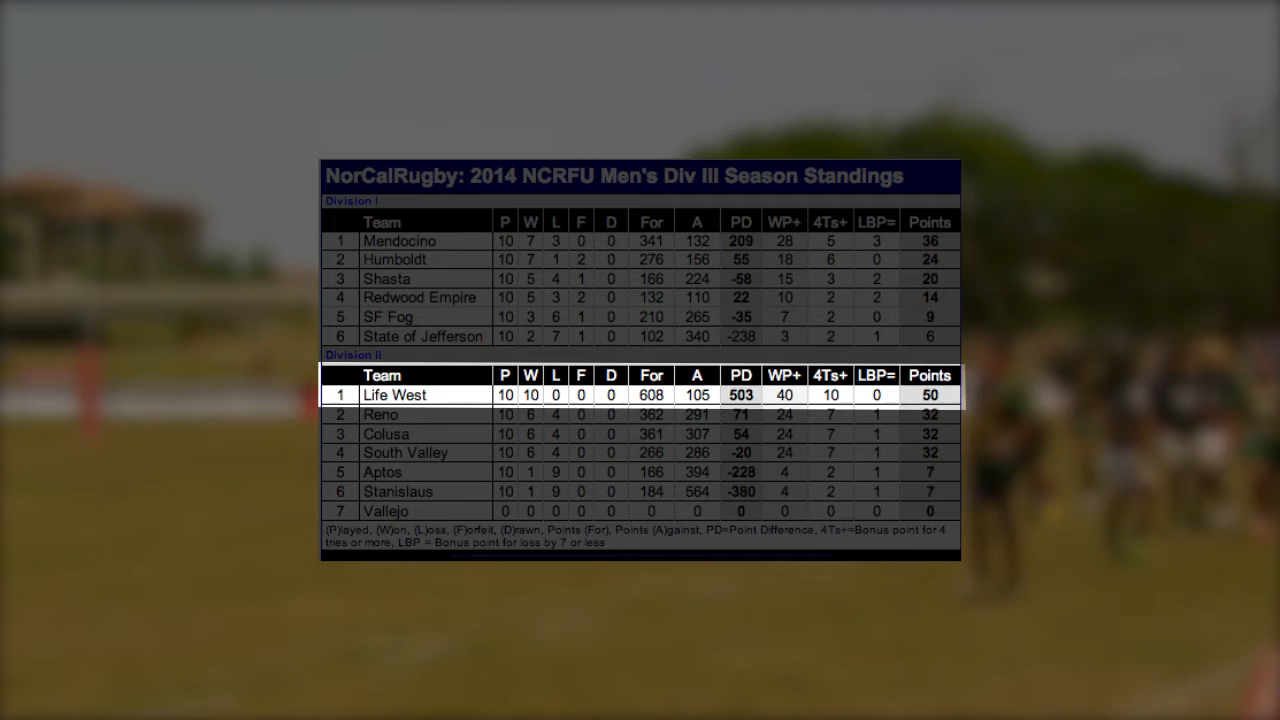 NorCalRugby: 2014 NCRFU Men's Div III Season Standings
Division I
Team P W L F D For A PD WP+ 4Ts+ LBP= Points
1 Mendocino 10 7 3 0 0 341 132 209 28 5 3 36
2 Humboldt 10 7 1 2 0 276 156 55 18 6 0 24
3 Shasta 10 5 4 1 0 166 224 -58 15 3 2 20
4 Redwood Empire 10 5 3 2 0 132 110 22 10 2 2 14
5 SF Fog 10 3 6 1 0 210 265 -35 7 2 0 9
6 State of Jefferson 10 2 7 1 0 102 340 -238 3 2 1 6
Division II
Team P W L F D For A PD WP+ 4Ts+ LBP= Points
1 Life West 10 10 0 0 0 608 105 503 40 10 0 50
2 Reno 10 6 4 0 0 362 291 71 24 7 1 32
3 Colusa 10 6 4 0 0 361 307 54 24 7 1 32
4 South Valley 10 6 4 0 0 266 286 -20 24 7 1 32
5 Aptos 10 1 9 0 0 166 394 -228 4 2 1 7
6 Stanislaus 10 1 9 0 0 184 564 -380 4 2 1 7
7 Vallejo 0 0 0 0 0 0 0 0 0 0 0 0
(P)layed, (W)on, (L)oss, (F)orfeit, (D)rawn, Points (For), Points (A)gainst, PD=Point Difference, 4Ts+=Bonus point for 4
tries or more, LBP = Bonus point for loss by 7 or less